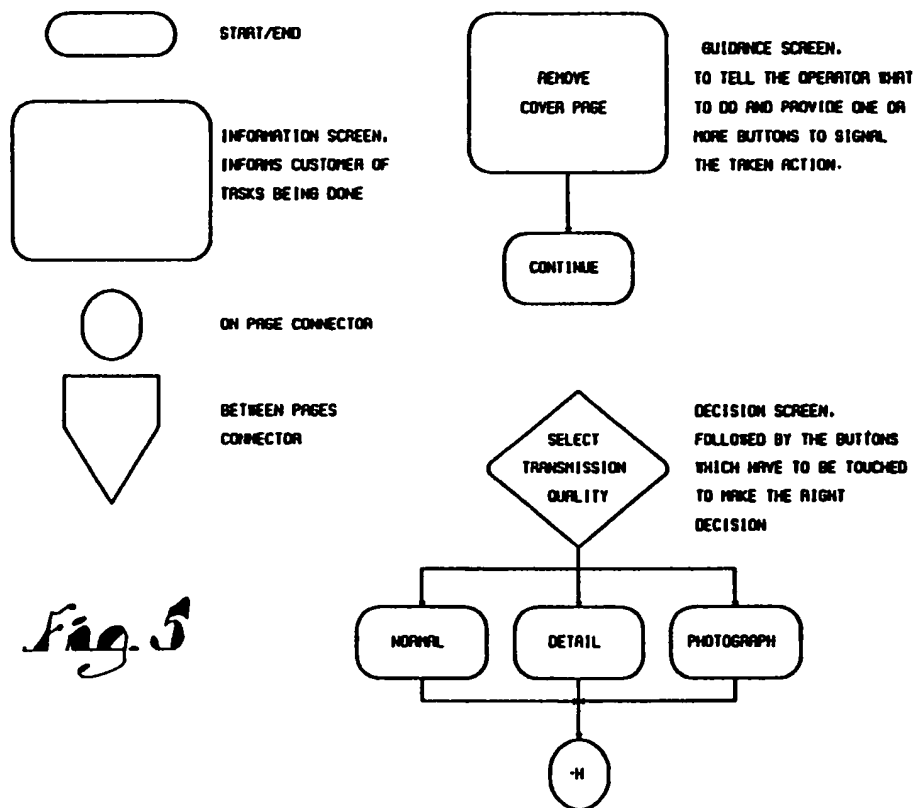 START/END
INFORMATION SCREEN.
INFORMS CUSTOMER OF
TASKS BEING DONE
ON PAGE CONNECTOR
BETWEEN PAGES
CONNECTOR
REMOVE
COVER PAGE
GUIDANCE SCREEN.
TO TELL THE OPERATOR WHAT
TO DO AND PROVIDE ONE OR
MORE BUTTONS TO SIGNAL
THE TAKEN ACTION.
CONTINUE
SELECT
TRANSMISSION
QUALITY
DECISION SCREEN.
FOLLOWED BY THE BUTTONS
WHICH HAVE TO BE TOUCHED
TO MAKE THE RIGHT
DECISION
NORMAL
DETAIL
PHOTOGRAPH
-H
Fig. 5